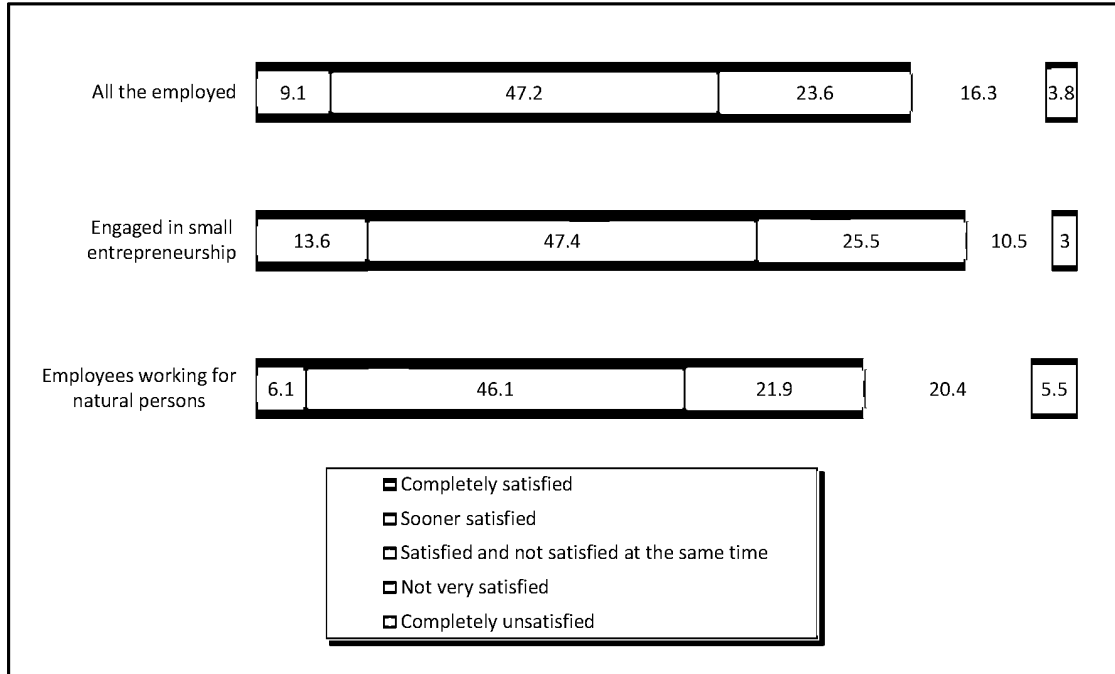 All the employed
9.1 47.2 23.6 16.3 3.8
Engaged in small
entrepreneurship
13.6 47.4 25.5 10.5 3
Employees working for
natural persons
6.1 46.1 21.9 20.4 5.5
Completely satisfied
Sooner satisfied
Satisfied and not satisfied at the same time
Not very satisfied
Completely unsatisfied